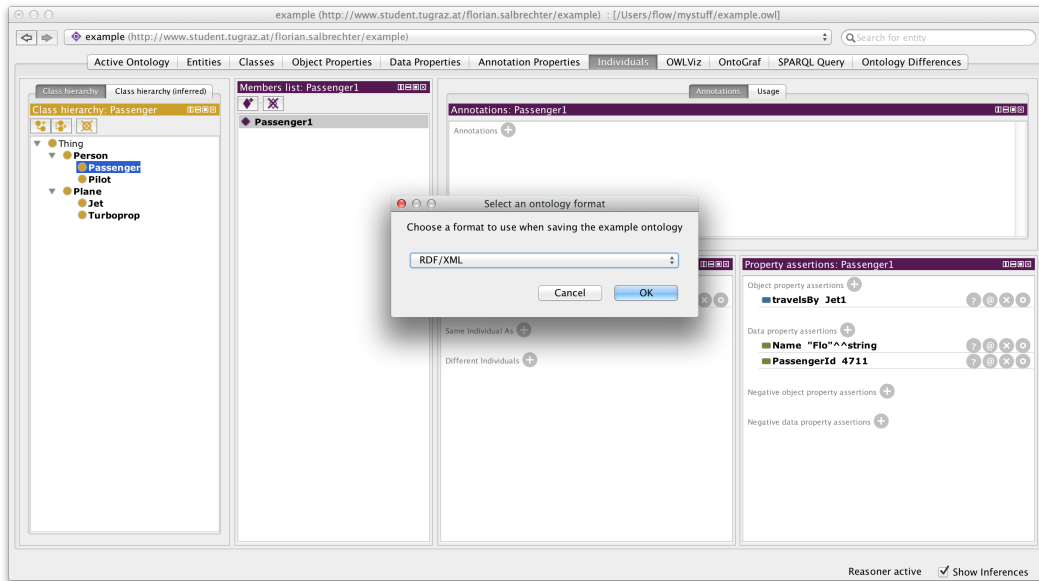 example (http://www.student.tugraz.at/florian.salbrechter/example) : [/Users/flow/mystuff/example.owl]
example (http://www.student.tugraz.at/florian.salbrechter/example)
Search for entity
Active Ontology Entities Classes Object Properties Data Properties Annotation Properties Individuals OWLViz OntoGraf SPARQL Query Ontology Differences
Class hierarchy Class hierarchy (inferred)
Class hierarchy: Passenger
Thing
Person
Passenger
Pilot
Plane
Jet
Turboprop
Members list: Passenger1
Passenger1
Annotations Usage
Annotations: Passenger1
Annotations
Select an ontology format
Choose a format to use when saving the example ontology
RDF/XML
Cancel OK
Same Individual As
Different Individuals
Property assertions: Passenger1
Object property assertions
travelsBy Jet1
Data property assertions
Name "Flo"^^string
PassengerId 4711
Negative object property assertions
Negative data property assertions
Reasoner active Show Inferences